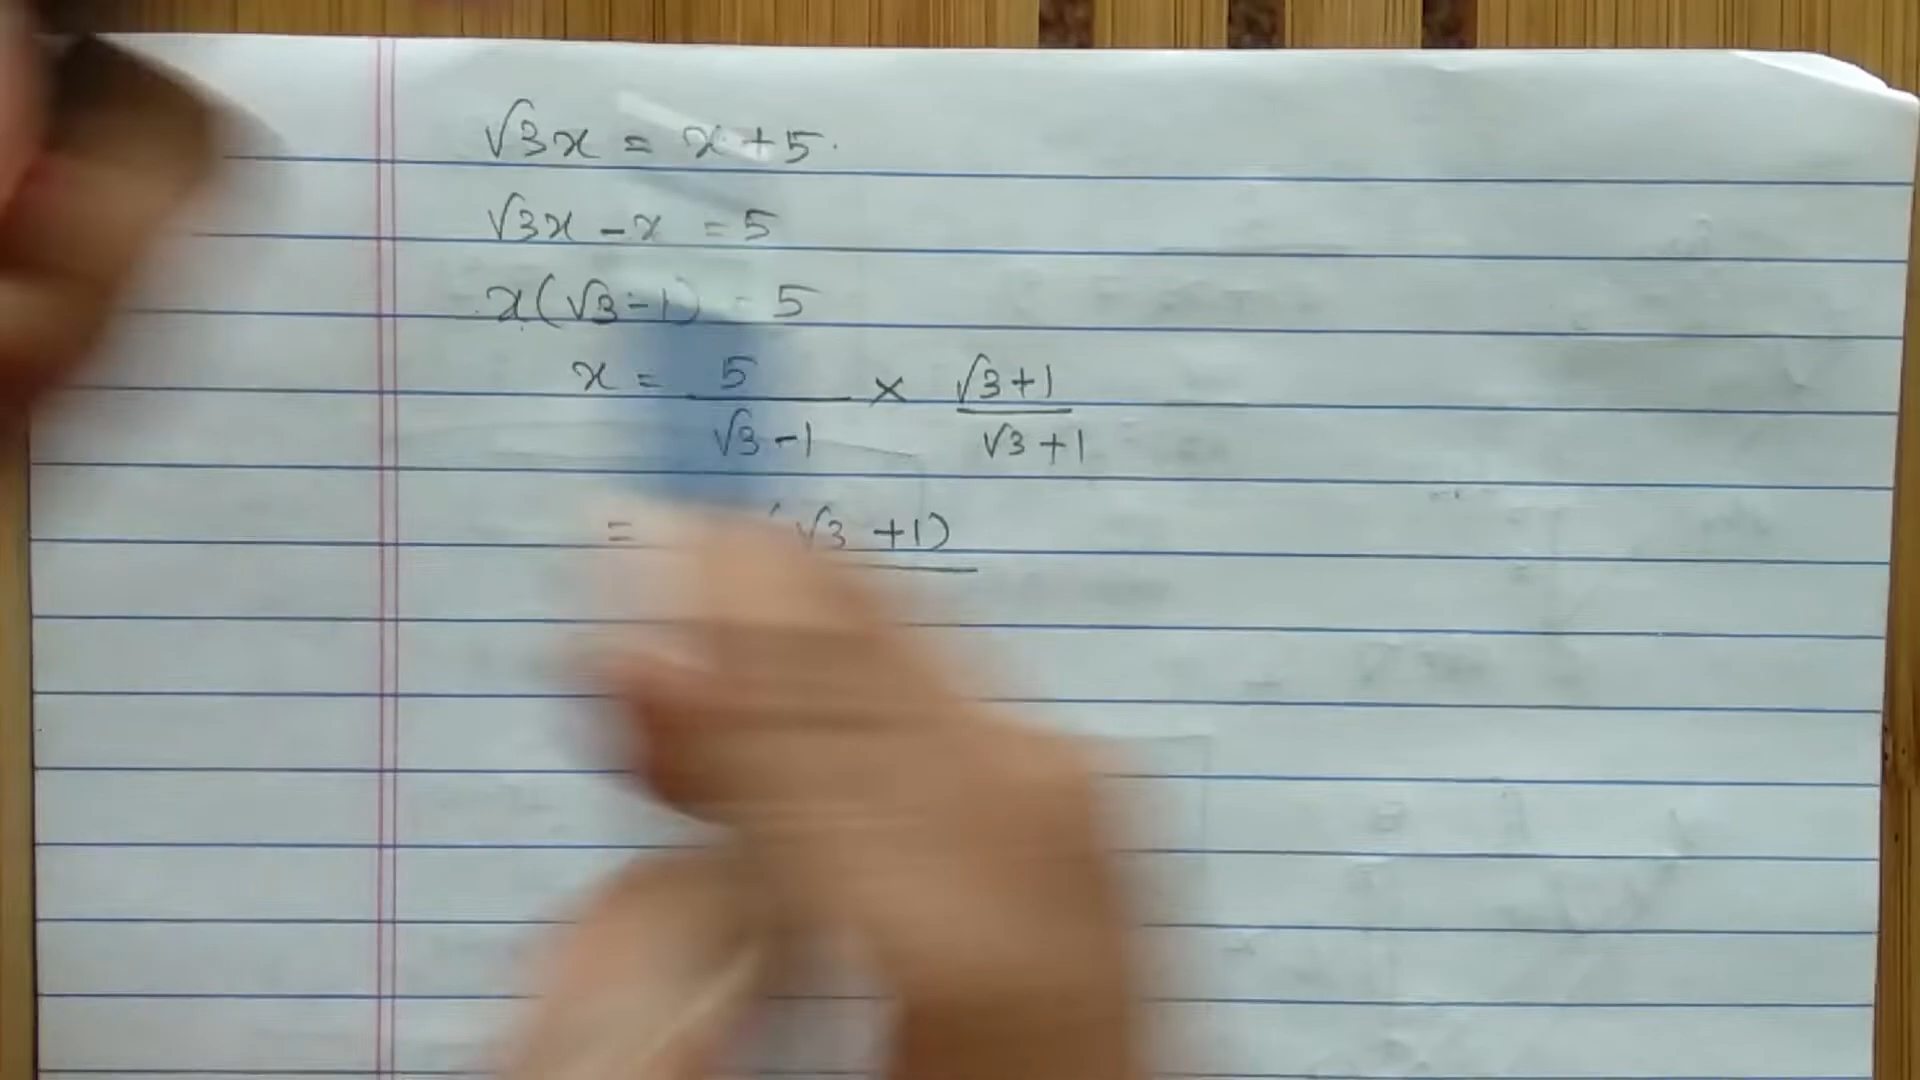 √3x = x + 5.
√3x - x = 5
x(√3-1) = 5
x = 5/(√3-1) × (√3+1)/(√3+1)
= (√3 +1)